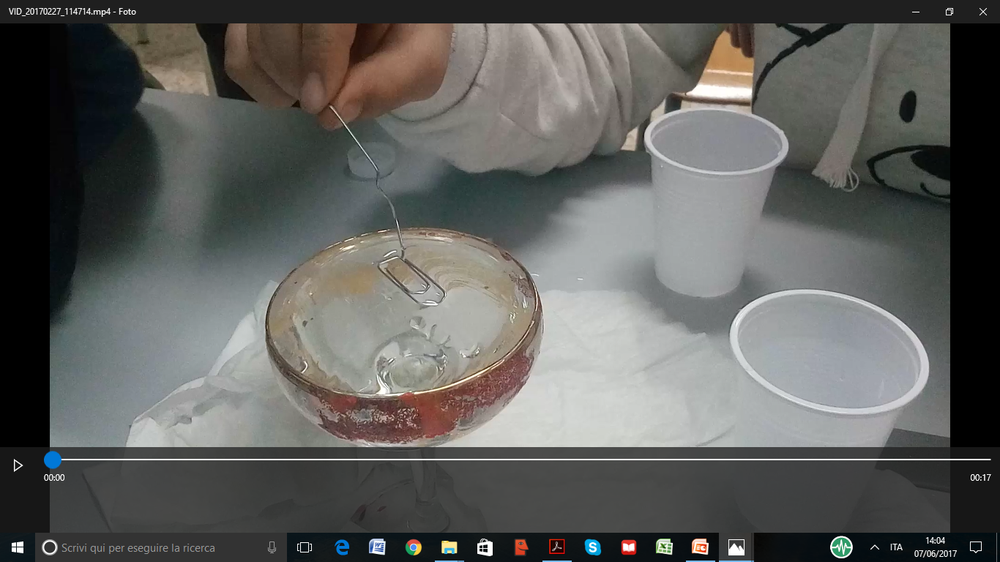 VID_20170227_114714.mp4 - Foto
00:00
00:17
Scrivi qui per eseguire la ricerca
ITA
14:04
07/06/2017